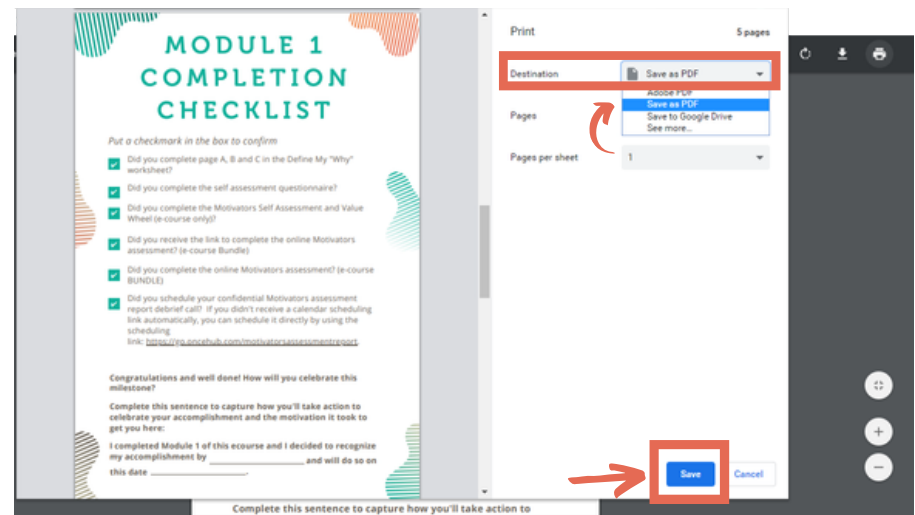 MODULE 1
COMPLETION
CHECKLIST
Put a checkmark in the box to confirm
Did you complete page A, B and C in the Define My "Why"
worksheet?
Did you complete the self assessment questionnaire?
Did you complete the Motivators Self Assessment and Value
Wheel (e-course only)?
Did you receive the link to complete the online Motivators
assessment? (e-course Bundle)
Did you complete the online Motivators assessment? (e-course
BUNDLE)
Did you schedule your confidential Motivators assessment
report debrief call? If you didn't receive a calendar scheduling
link automatically, you can schedule it directly by using the
scheduling
link: https://go.oncehub.com/motivatorsassessmentreport.
Congratulations and well done! How will you celebrate this
milestone?
Complete this sentence to capture how you'll take action to
celebrate your accomplishment and the motivation it took to
get you here:
I completed Module 1 of this ecourse and I decided to recognize
my accomplishment by ____________________ and will do so on
this date ____________________.
Print
5 pages
Destination
Save as PDF
Adobe PDF
Save as PDF
Pages
Save to Google Drive
See more...
Pages per sheet
1
Save
Cancel
Complete this sentence to capture how you'll take action to